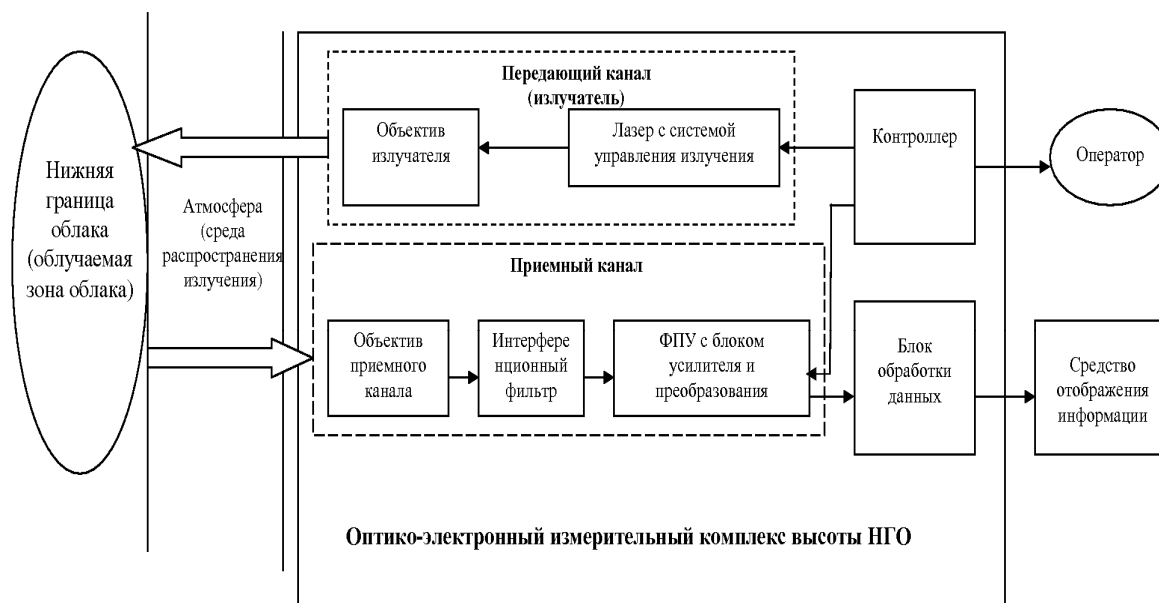 Передающий канал
(излучатель)
Объектив
излучателя
Лазер с системой
управления излучения
Контроллер
Оператор
Нижняя
граница
облака
(облучаемая
зона облака)
Атмосфера
(среда
распространения
излучения)
Приемный канал
Объектив
приемного
канала
Интерфере
нционный
фильтр
ФПУ с блоком
усилителя и
преобразования
Блок
обработки
данных
Средство
отображения
информации
Оптико-электронный измерительный комплекс высоты НГО